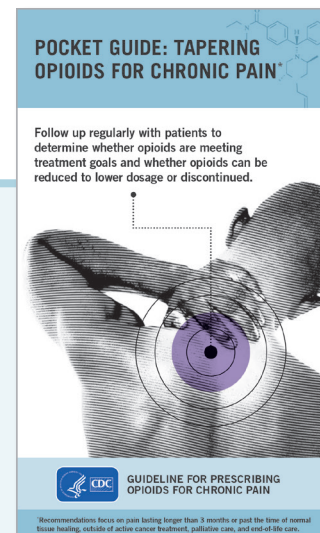 POCKET GUIDE: TAPERING
OPIOIDS FOR CHRONIC PAIN*
Follow up regularly with patients to
determine whether opioids are meeting
treatment goals and whether opioids can be
reduced to lower dosage or discontinued.
CDC
GUIDELINE FOR PRESCRIBING
OPIOIDS FOR CHRONIC PAIN
*Recommendations focus on pain lasting longer than 3 months or past the time of normal
tissue healing, outside of active cancer treatment, palliative care, and end-of-life care.